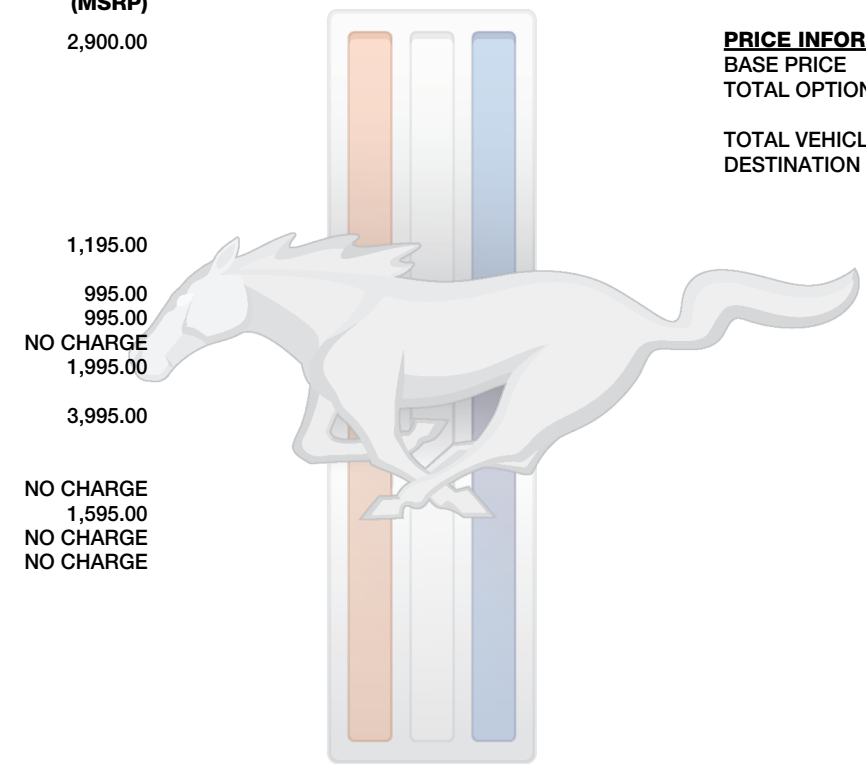 (MSRP)
2,900.00
1,195.00
995.00
995.00
NO CHARGE
1,995.00
3,995.00
NO CHARGE
1,595.00
NO CHARGE
NO CHARGE
PRICE INFOR
BASE PRICE
TOTAL OPTION
TOTAL VEHICL
DESTINATION